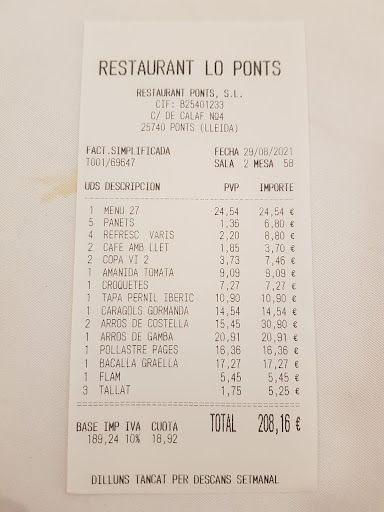 RESTAURANT LO PONTS
RESTAURANT PONTS, S.L.
CIF: B25401233
C/ DE CALAF Nº4
25740 PONTS (LLEIDA)
FACT.SIMPLIFICADA FECHA 29/08/2021
T001/69647 SALA 2 MESA 58
UDS DESCRIPCION PVP IMPORTE
1 MENU 27 24,54 24,54 €
5 PANETS 1,36 6,80 €
4 REFRESC VARIS 2,20 8,80 €
2 CAFE AMB LLET 1,85 3,70 €
2 COPA VI 2 3,73 7,46 €
1 AMANIDA TOMATA 9,09 9,09 €
1 CROQUETES 7,27 7,27 €
1 TAPA PERNIL IBERIC 10,90 10,90 €
1 CARAGOLS GORMANDA 14,54 14,54 €
2 ARROS DE COSTELLA 15,45 30,90 €
1 ARROS DE GAMBA 20,91 20,91 €
1 POLLASTRE PAGES 16,36 16,36 €
1 BACALLA GRAELLA 17,27 17,27 €
1 FLAM 5,45 5,45 €
3 TALLAT 1,75 5,25 €
BASE IMP IVA CUOTA TOTAL 208,16 €
189,24 10% 18,92
DILLUNS TANCAT PER DESCANS SETMANAL